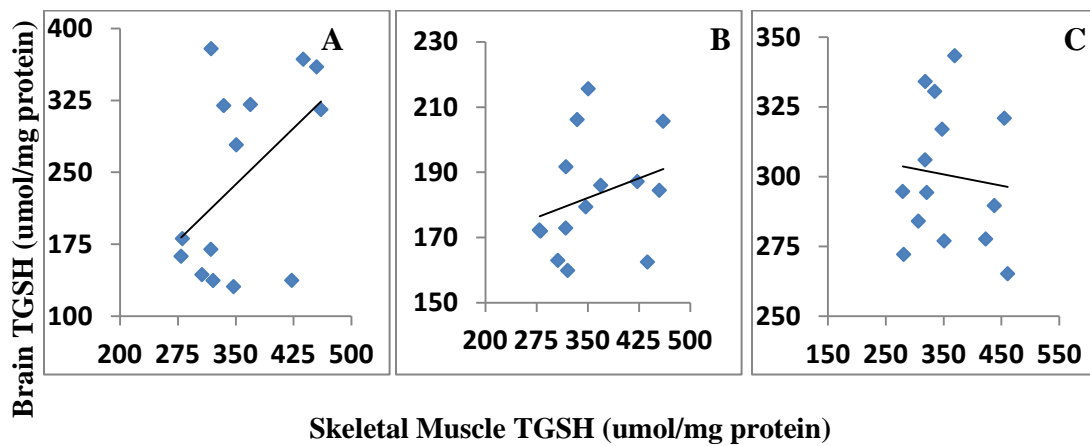 Brain TGSH (umol/mg protein)
A
400
325
250
175
100
200 275 350 425 500
B
230
210
190
170
150
200 275 350 425 500
C
350
325
300
275
250
150 250 350 450 550
Skeletal Muscle TGSH (umol/mg protein)